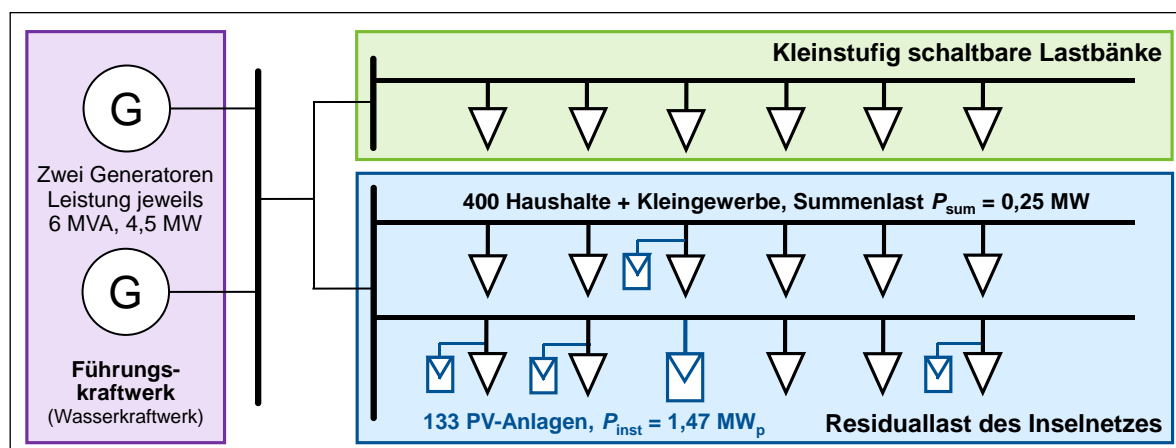 G
Zwei Generatoren
Leistung jeweils
6 MVA, 4,5 MW
G
Führungs-
kraftwerk
(Wasserkraftwerk)
Kleinstufig schaltbare Lastbänke
400 Haushalte + Kleingewerbe, Summenlast Psum = 0,25 MW
133 PV-Anlagen, Pinst = 1,47 MWp
Residuallast des Inselnetzes